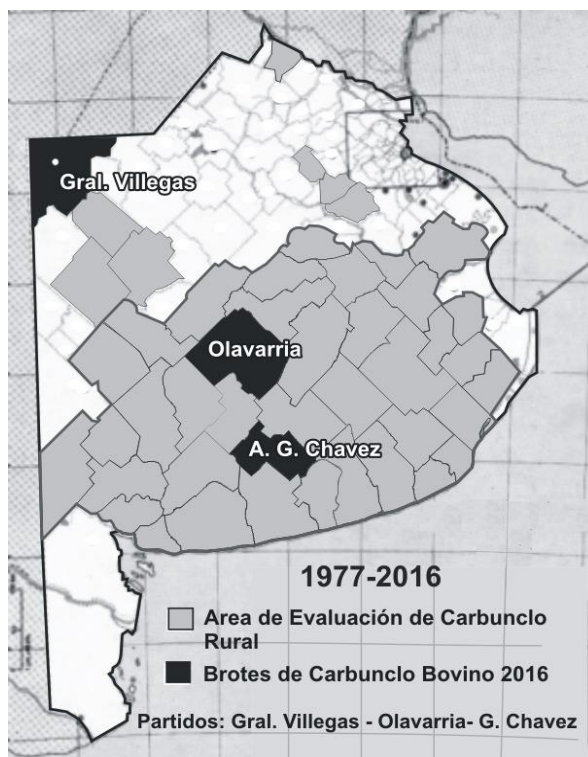 Gral. Villegas
Olavarria
A. G. Chavez
1977-2016
Area de Evaluación de Carbunclo
Rural
Brotes de Carbunclo Bovino 2016
Partidos: Gral. Villegas - Olavarria- G. Chavez